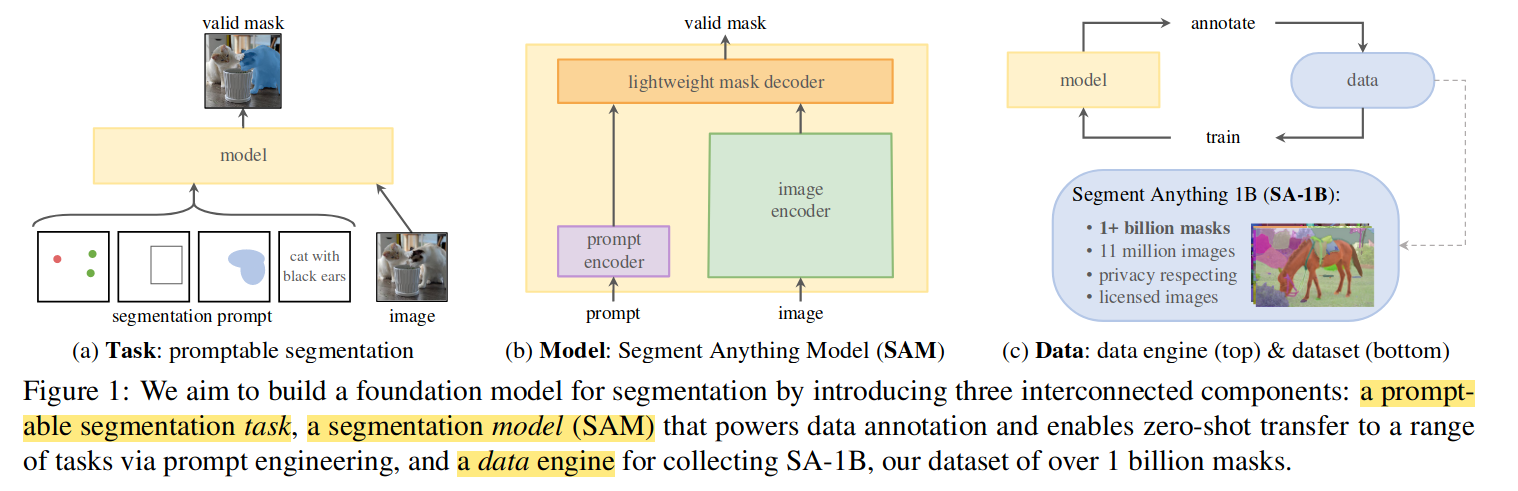 valid mask
model
cat with
black ears
segmentation prompt
image
(a) Task: promptable segmentation
valid mask
lightweight mask decoder
image
encoder
prompt
encoder
prompt
image
(b) Model: Segment Anything Model (SAM)
annotate
model
data
train
Segment Anything 1B (SA-1B):
• 1+ billion masks
• 11 million images
• privacy respecting
• licensed images
(c) Data: data engine (top) & dataset (bottom)
Figure 1: We aim to build a foundation model for segmentation by introducing three interconnected components: a prompt-
able segmentation task, a segmentation model (SAM) that powers data annotation and enables zero-shot transfer to a range
of tasks via prompt engineering, and a data engine for collecting SA-1B, our dataset of over 1 billion masks.